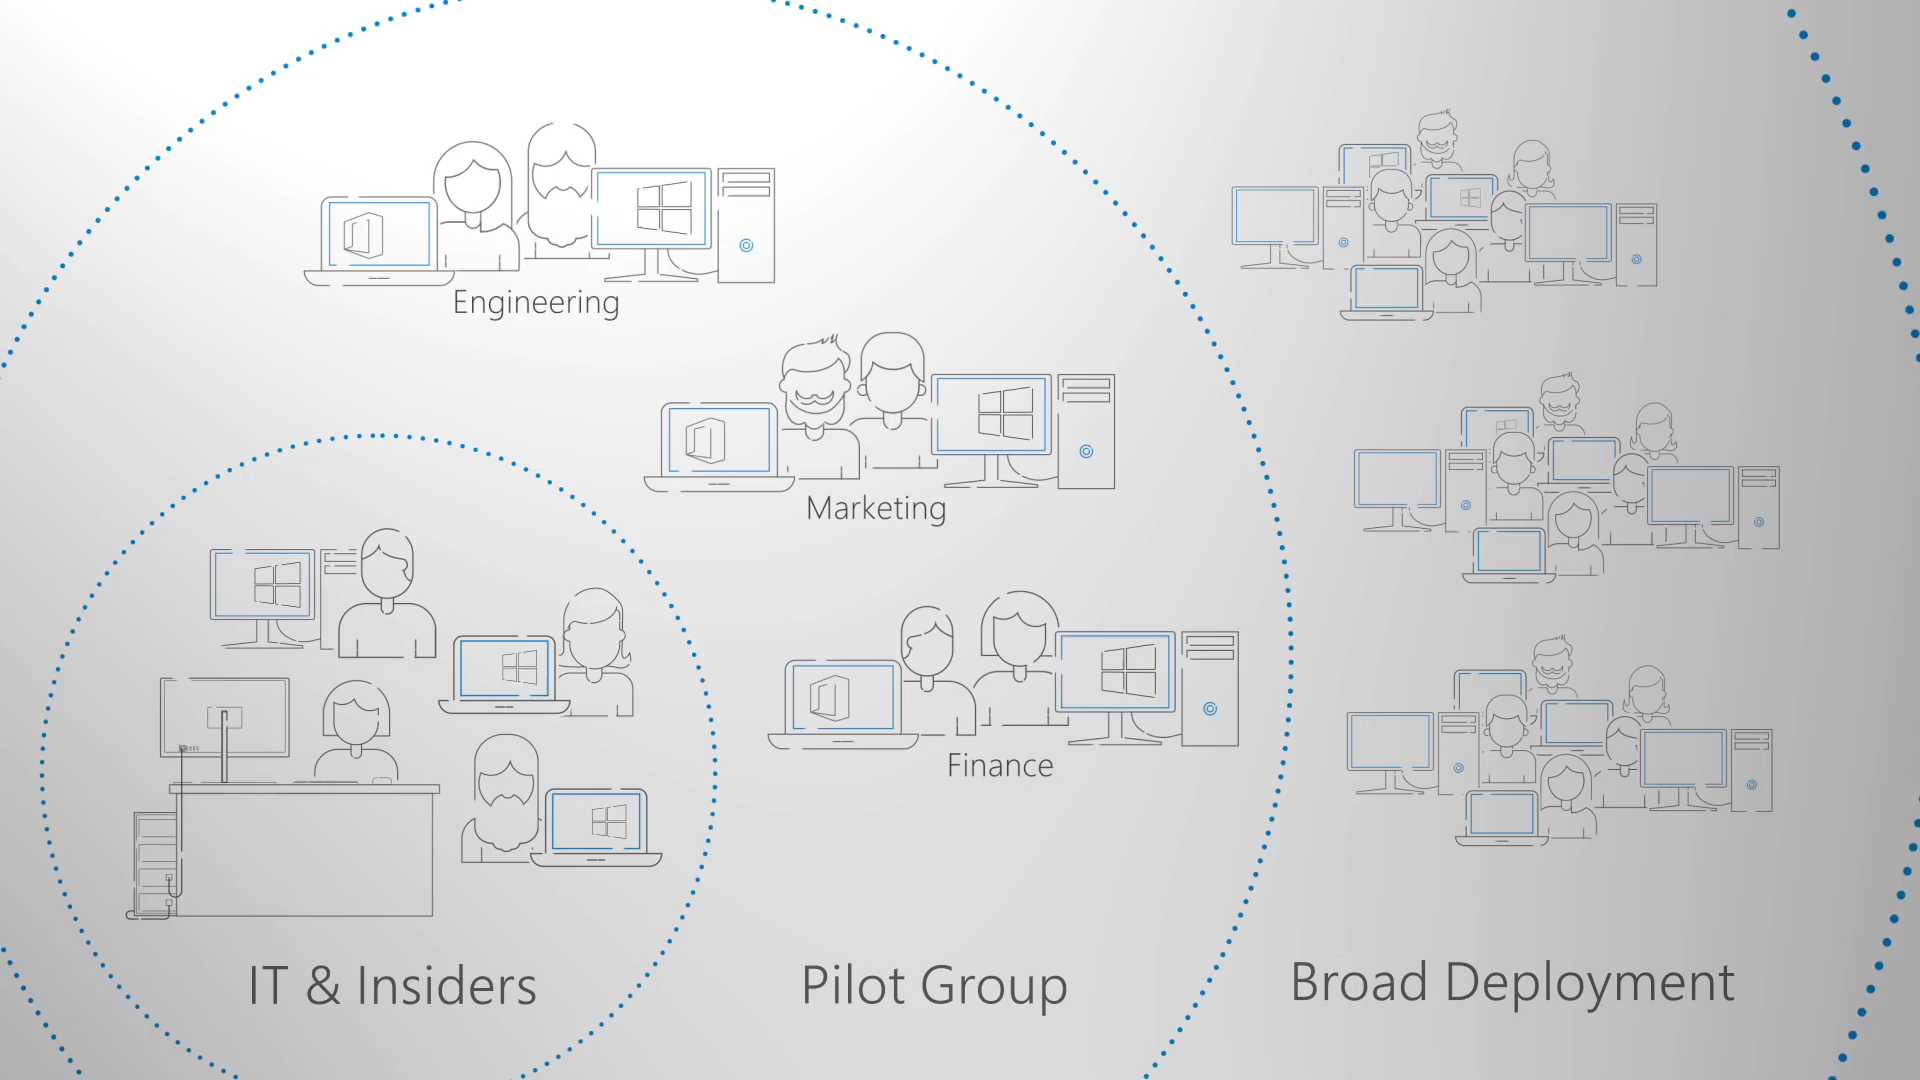 Engineering
Marketing
Finance
IT & Insiders
Pilot Group
Broad Deployment